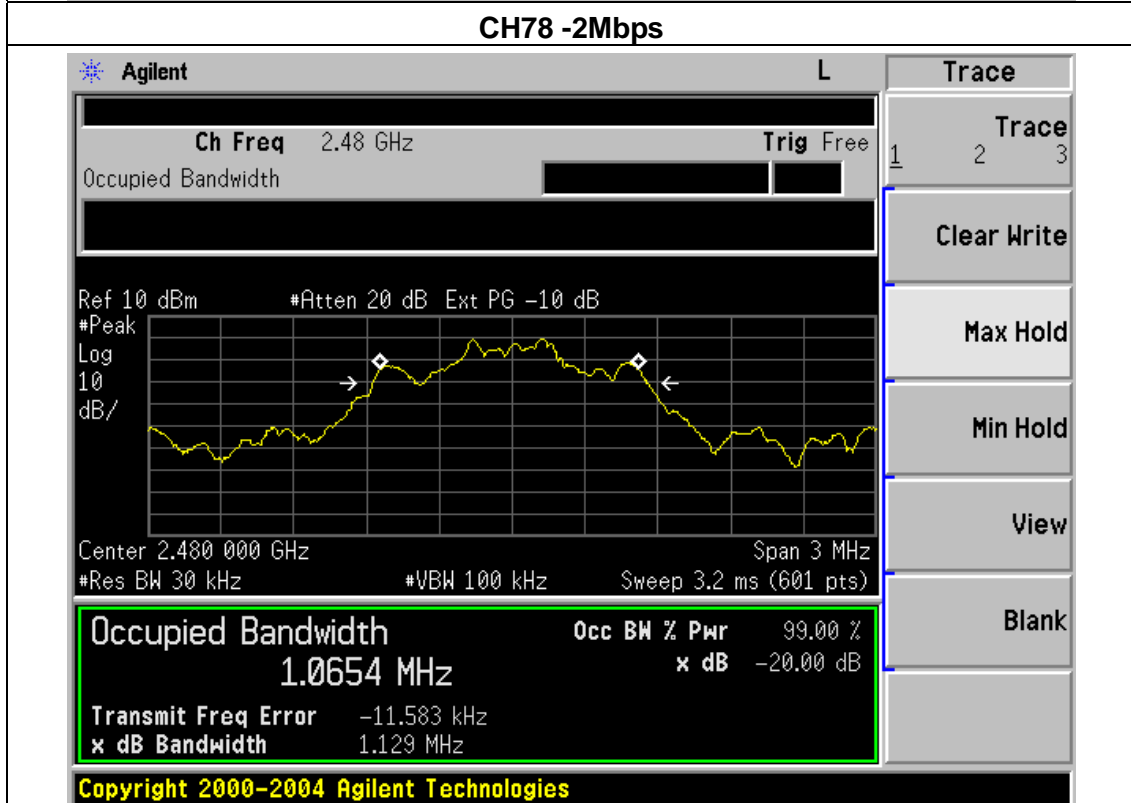 CH78 -2Mbps
Agilent L Trace
Ch Freq 2.48 GHz Trig Free
Occupied Bandwidth
Trace
1 2 3
Clear Write
Ref 10 dBm #Atten 20 dB Ext PG -10 dB
#Peak
Log
10
dB/
Max Hold
Min Hold
View
Center 2.480 000 GHz Span 3 MHz
#Res BW 30 kHz #VBW 100 kHz Sweep 3.2 ms (601 pts)
Blank
Occupied Bandwidth Occ BW % Pwr 99.00 %
1.0654 MHz x dB -20.00 dB
Transmit Freq Error -11.583 kHz
x dB Bandwidth 1.129 MHz
Copyright 2000-2004 Agilent Technologies